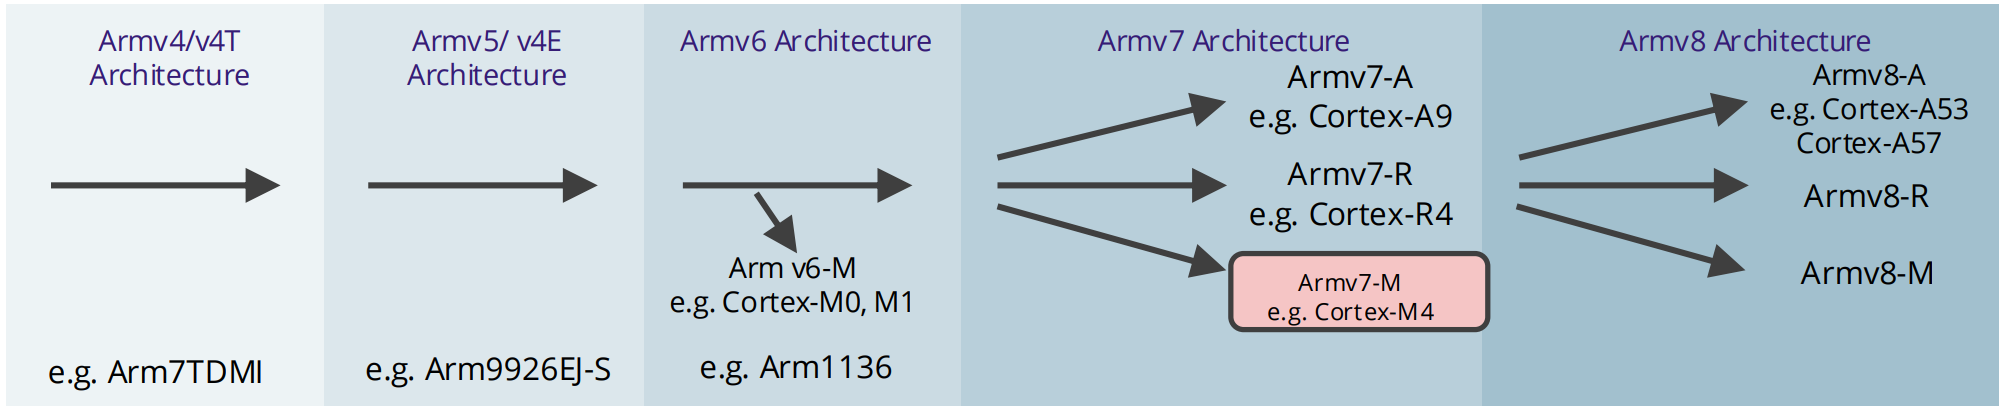 Armv4/v4T
Architecture
e.g. Arm7TDMI
Armv5/ v4E
Architecture
e.g. Arm9926EJ-S
Armv6 Architecture
Arm v6-M
e.g. Cortex-M0, M1
e.g. Arm1136
Armv7 Architecture
Armv7-A
e.g. Cortex-A9
Armv7-R
e.g. Cortex-R4
Armv7-M
e.g. Cortex-M4
Armv8 Architecture
Armv8-A
e.g. Cortex-A53
Cortex-A57
Armv8-R
Armv8-M